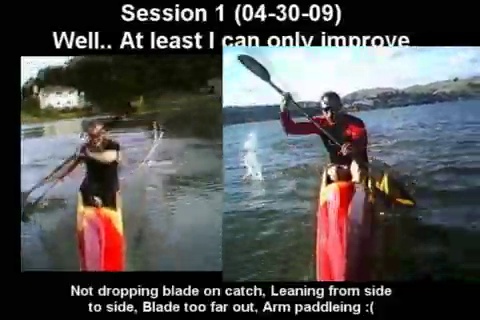 Session 1 (04-30-09)
Well.. At least I can only improve
Not dropping blade on catch, Leaning from side
to side, Blade too far out, Arm paddleing :(